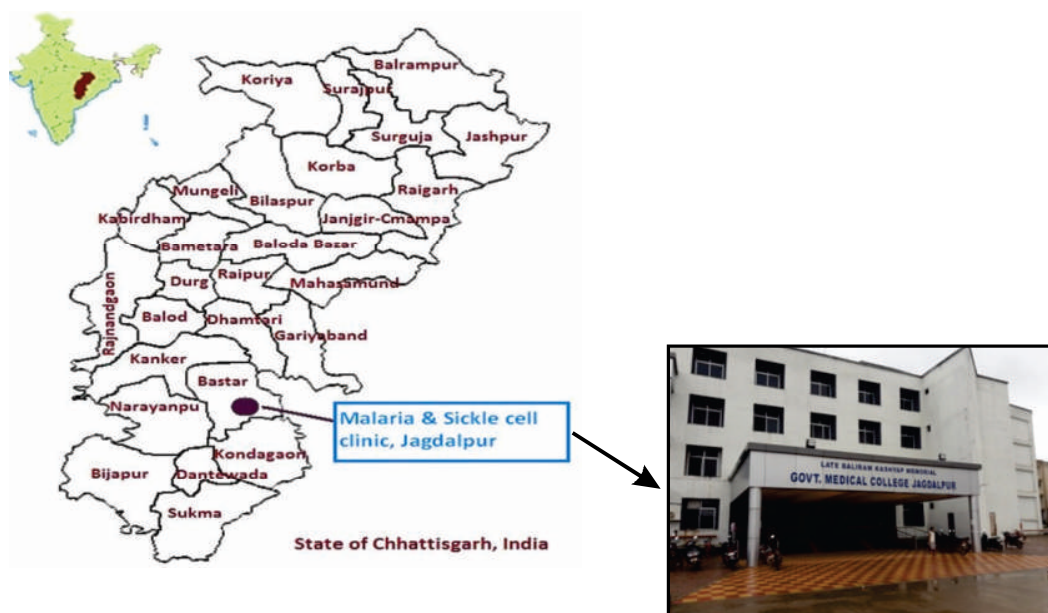 Balrampur
Koriya
Surajpur
Surguja
Jashpur
Korba
Raigarh
Mungeli
Bilaspur
Kabirdham
Janjgir-Cmampa
Bametara
Baloda Bazar
Rajnandgaon
Durg
Raipur
Mahasamund
Balod
Dhamtari
Gariyaband
Kanker
Bastar
Narayanpu
Malaria & Sickle cell
clinic, Jagdalpur
Kondagaon
Bijapur
Dantewada
Sukma
State of Chhattisgarh, India
LATE BALIRAM KASHYAP MEMORIAL
GOVT. MEDICAL COLLEGE JAGDALPUR